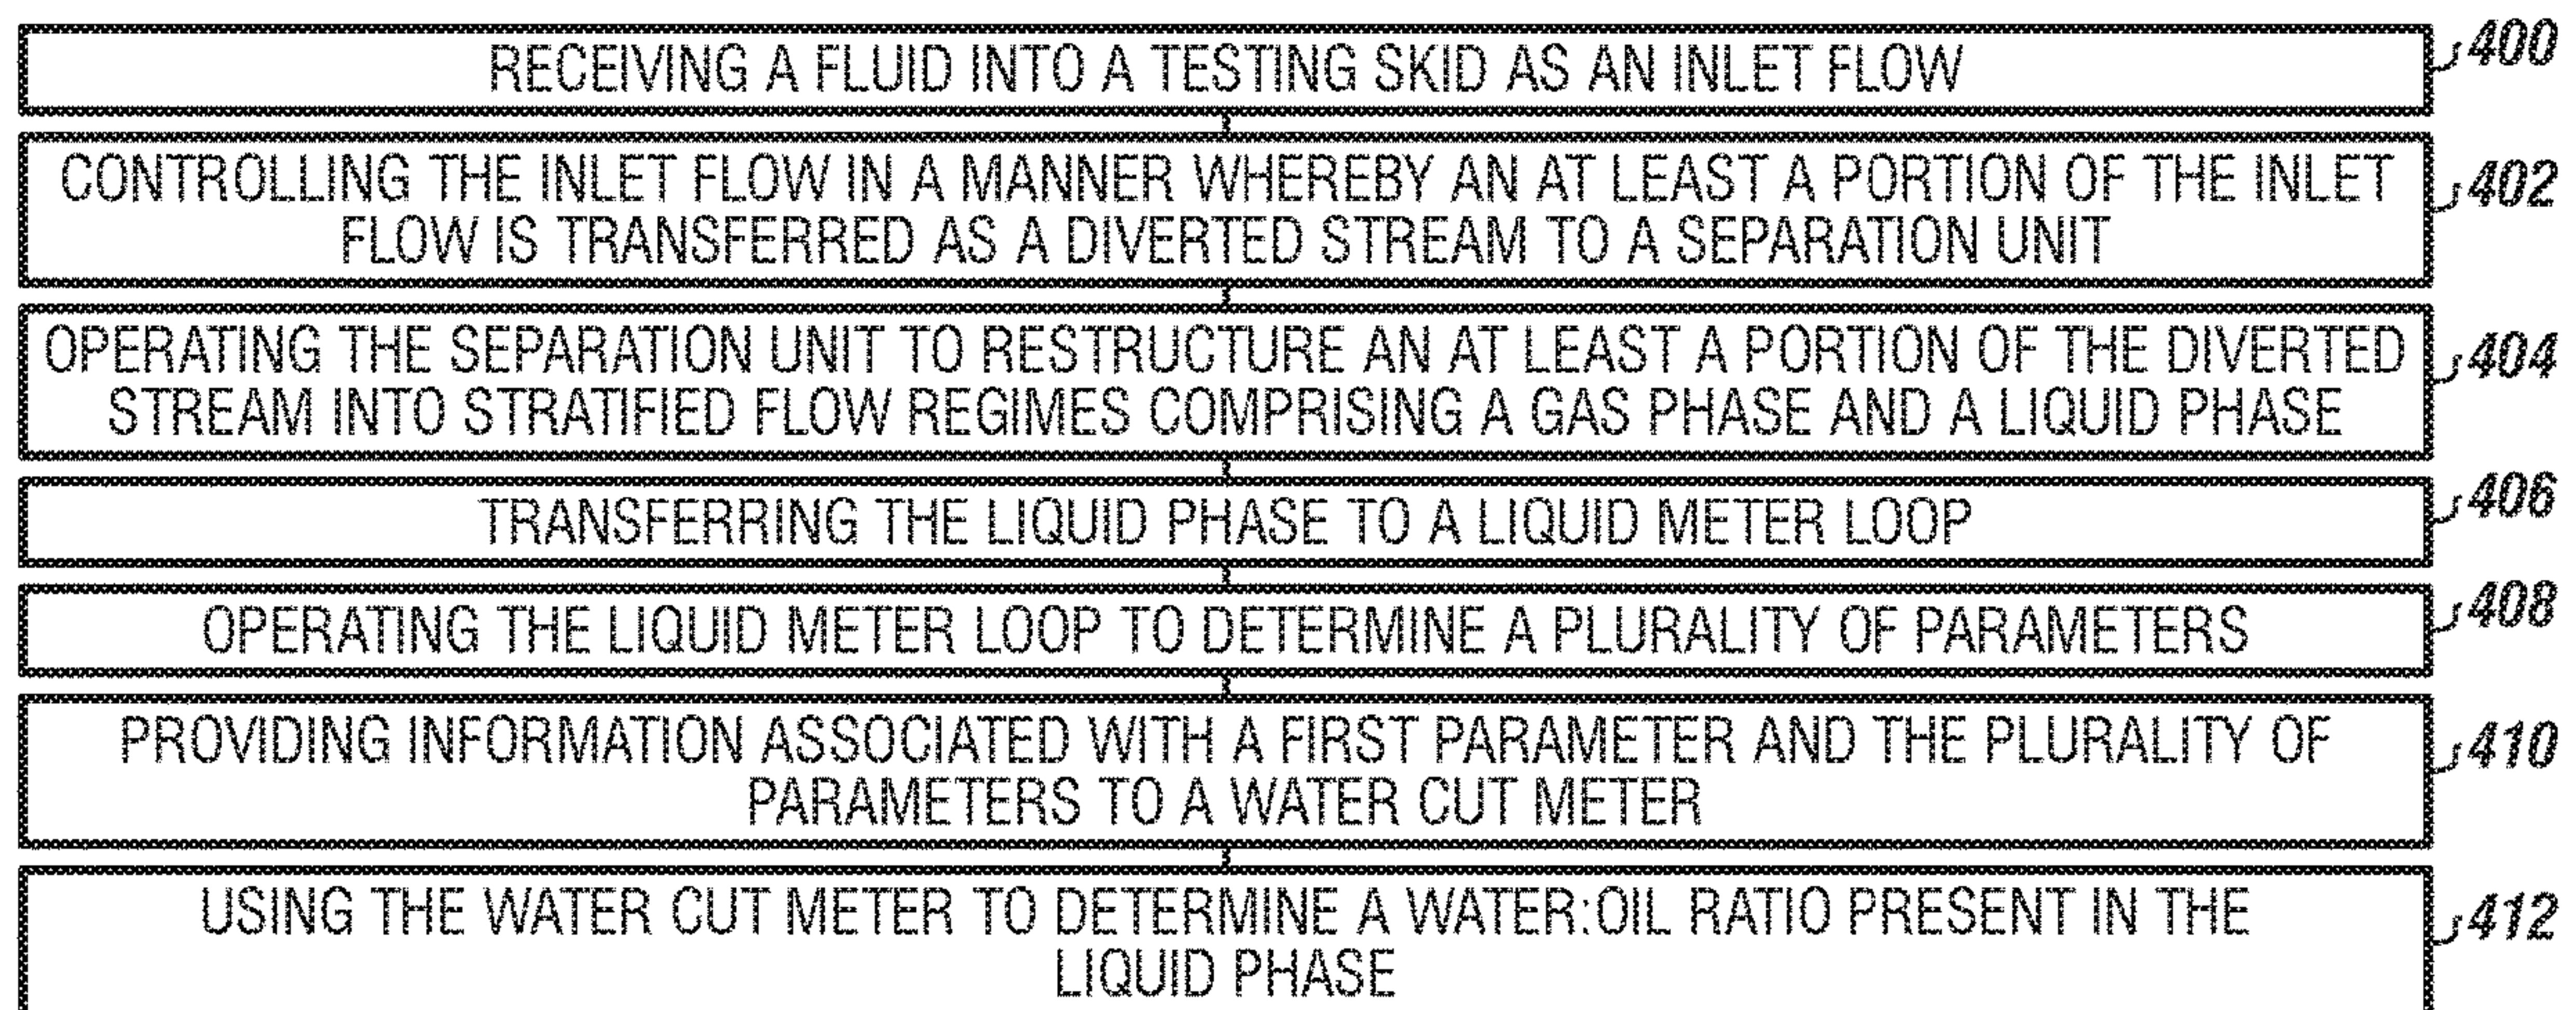 RECEIVING A FLUID INTO A TESTING SKID AS AN INLET FLOW
400
CONTROLLING THE INLET FLOW IN A MANNER WHEREBY AN AT LEAST A PORTION OF THE INLET
FLOW IS TRANSFERRED AS A DIVERTED STREAM TO A SEPARATION UNIT
402
OPERATING THE SEPARATION UNIT TO RESTRUCTURE AN AT LEAST A PORTION OF THE DIVERTED
STREAM INTO STRATIFIED FLOW REGIMES COMPRISING A GAS PHASE AND A LIQUID PHASE
404
TRANSFERRING THE LIQUID PHASE TO A LIQUID METER LOOP
406
OPERATING THE LIQUID METER LOOP TO DETERMINE A PLURALITY OF PARAMETERS
408
PROVIDING INFORMATION ASSOCIATED WITH A FIRST PARAMETER AND THE PLURALITY OF
PARAMETERS TO A WATER CUT METER
410
USING THE WATER CUT METER TO DETERMINE A WATER:OIL RATIO PRESENT IN THE
LIQUID PHASE
412